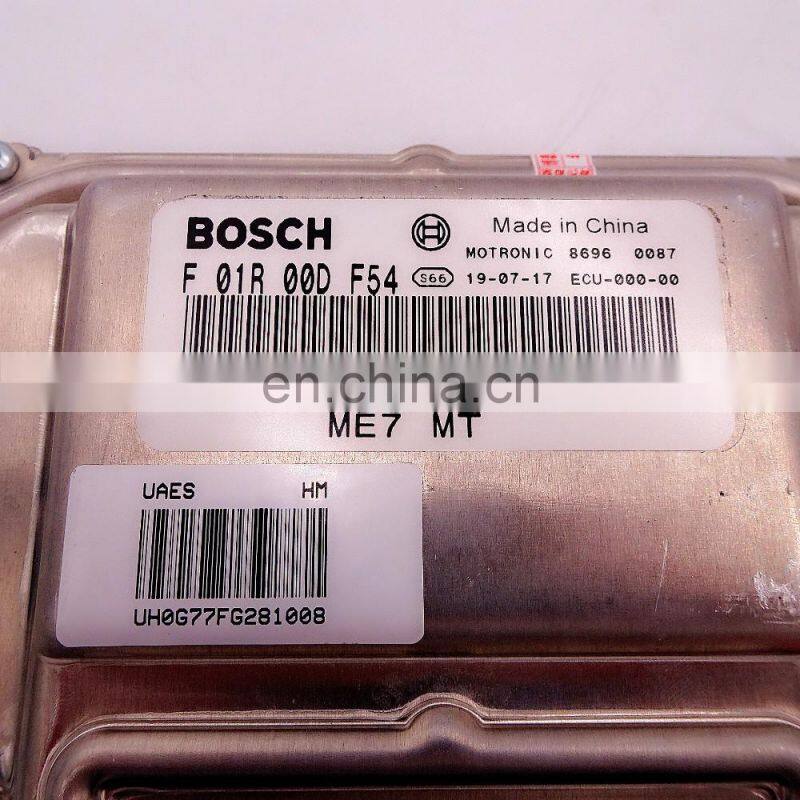 BOSCH Made in China
MOTRONIC 8696 0087
F 01R 00D F54 S66 19-07-17 ECU-000-00
en.china.cn
ME7 MT
UAES HM
UH0G77FG281008